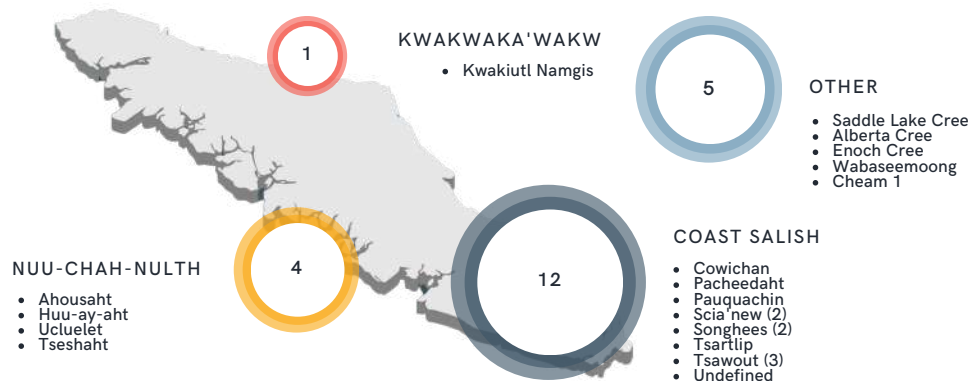 1
KWAKWAKA'WAKW
• Kwakiutl Namgis
5
OTHER
• Saddle Lake Cree
• Alberta Cree
• Enoch Cree
• Wabaseemoong
• Cheam 1
4
NUU-CHAH-NULTH
• Ahousaht
• Huu-ay-aht
• Ucluelet
• Tseshaht
12
COAST SALISH
• Cowichan
• Pacheedaht
• Pauquachin
• Scia'new (2)
• Songhees (2)
• Tsartlip
• Tsawout (3)
• Undefined